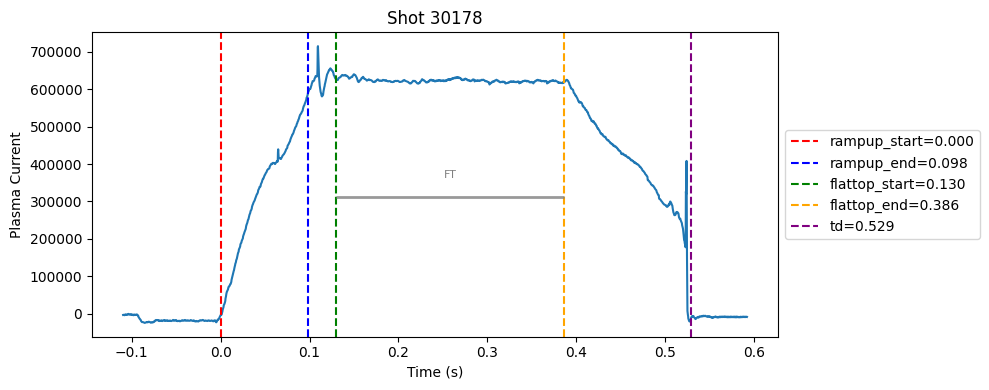 Shot 30178
700000
600000
500000
400000
300000
200000
100000
0
Plasma Current
FT
−0.1
0.0
0.1
0.2
0.3
0.4
0.5
0.6
Time (s)
rampup_start=0.000
rampup_end=0.098
flattop_start=0.130
flattop_end=0.386
td=0.529